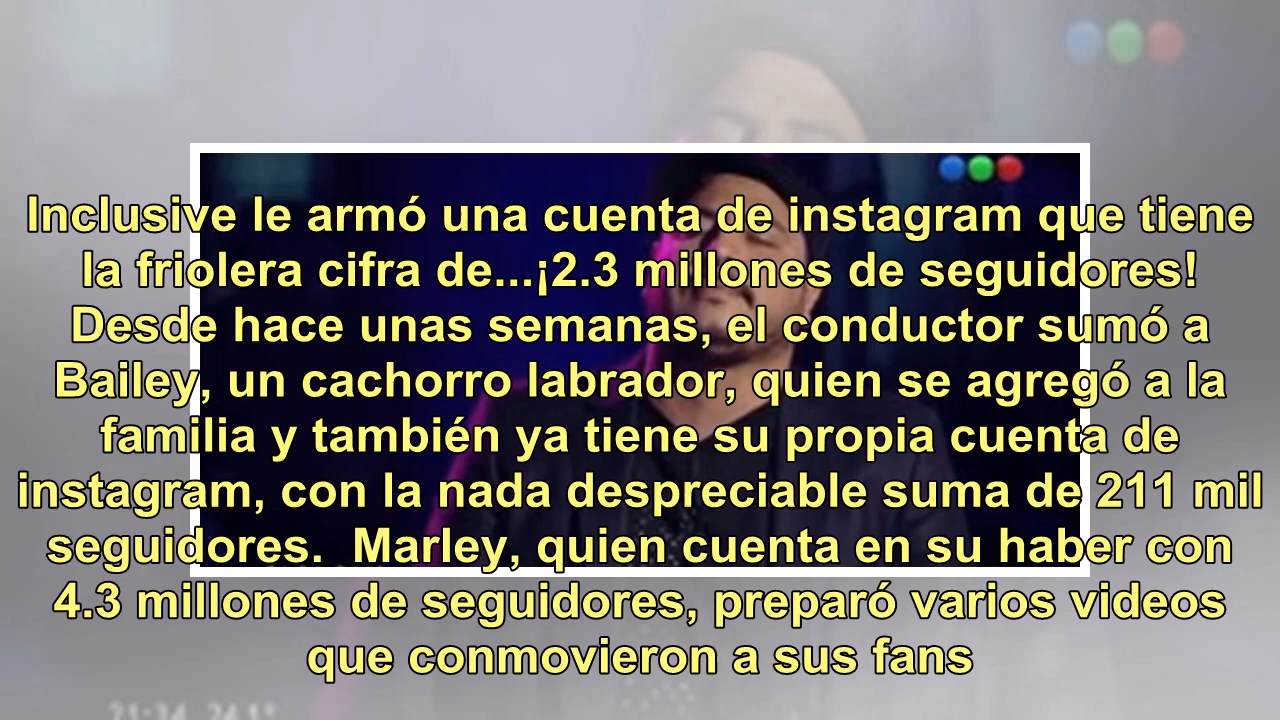 Inclusive le armó una cuenta de instagram que tiene
la friolera cifra de...¡2.3 millones de seguidores!
Desde hace unas semanas, el conductor sumó a
Bailey, un cachorro labrador, quien se agregó a la
familia y también ya tiene su propia cuenta de
instagram, con la nada despreciable suma de 211 mil
seguidores.  Marley, quien cuenta en su haber con
4.3 millones de seguidores, preparó varios videos
que conmovieron a sus fans